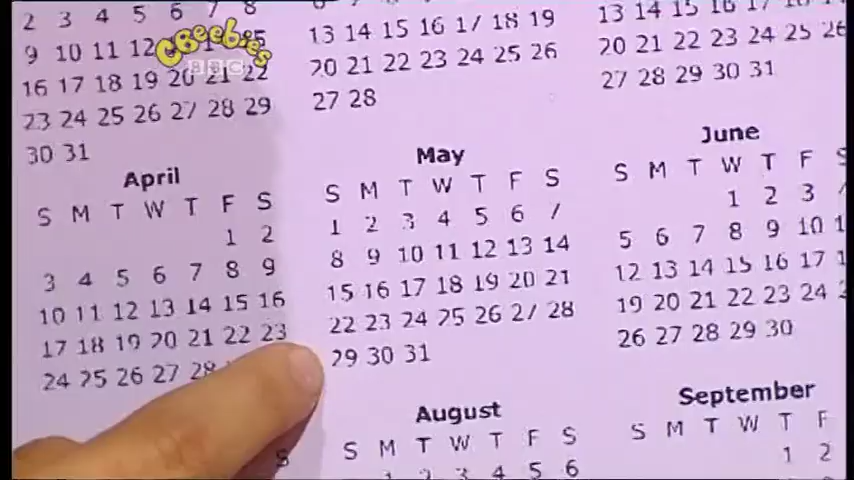 2 3 4 5 6 7 8
9 10 11 12
16 17 18 19 20 21 22
23 24 25 26 27 28 29
30 31
13 14 15 16 17 18 19
20 21 22 23 24 25 26
27 28
13 14 15 16 17 18 19
20 21 22 23 24 25 26
27 28 29 30 31
CBeebies
BBC
April
S M T W T F S
1 2
3 4 5 6 7 8 9
10 11 12 13 14 15 16
17 18 19 20 21 22 23
24 25 26 27 28
May
S M T W T F S
1 2 3 4 5 6 7
8 9 10 11 12 13 14
15 16 17 18 19 20 21
22 23 24 25 26 27 28
29 30 31
June
S M T W T F S
1 2 3
5 6 7 8 9 10
12 13 14 15 16 17
19 20 21 22 23 24
26 27 28 29 30
S
August
S M T W T F S
1 2 3 4 5 6
September
S M T W T F
1 2